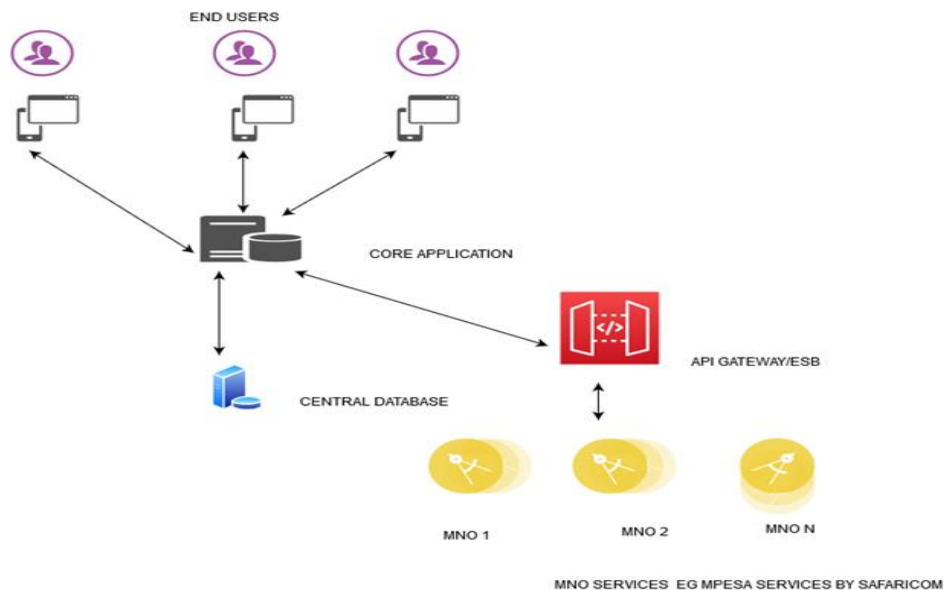 END USERS
CORE APPLICATION
</>
API GATEWAY/ESB
CENTRAL DATABASE
MNO 1
MNO 2
MNO N
MNO SERVICES EG MPESA SERVICES BY SAFARICOM